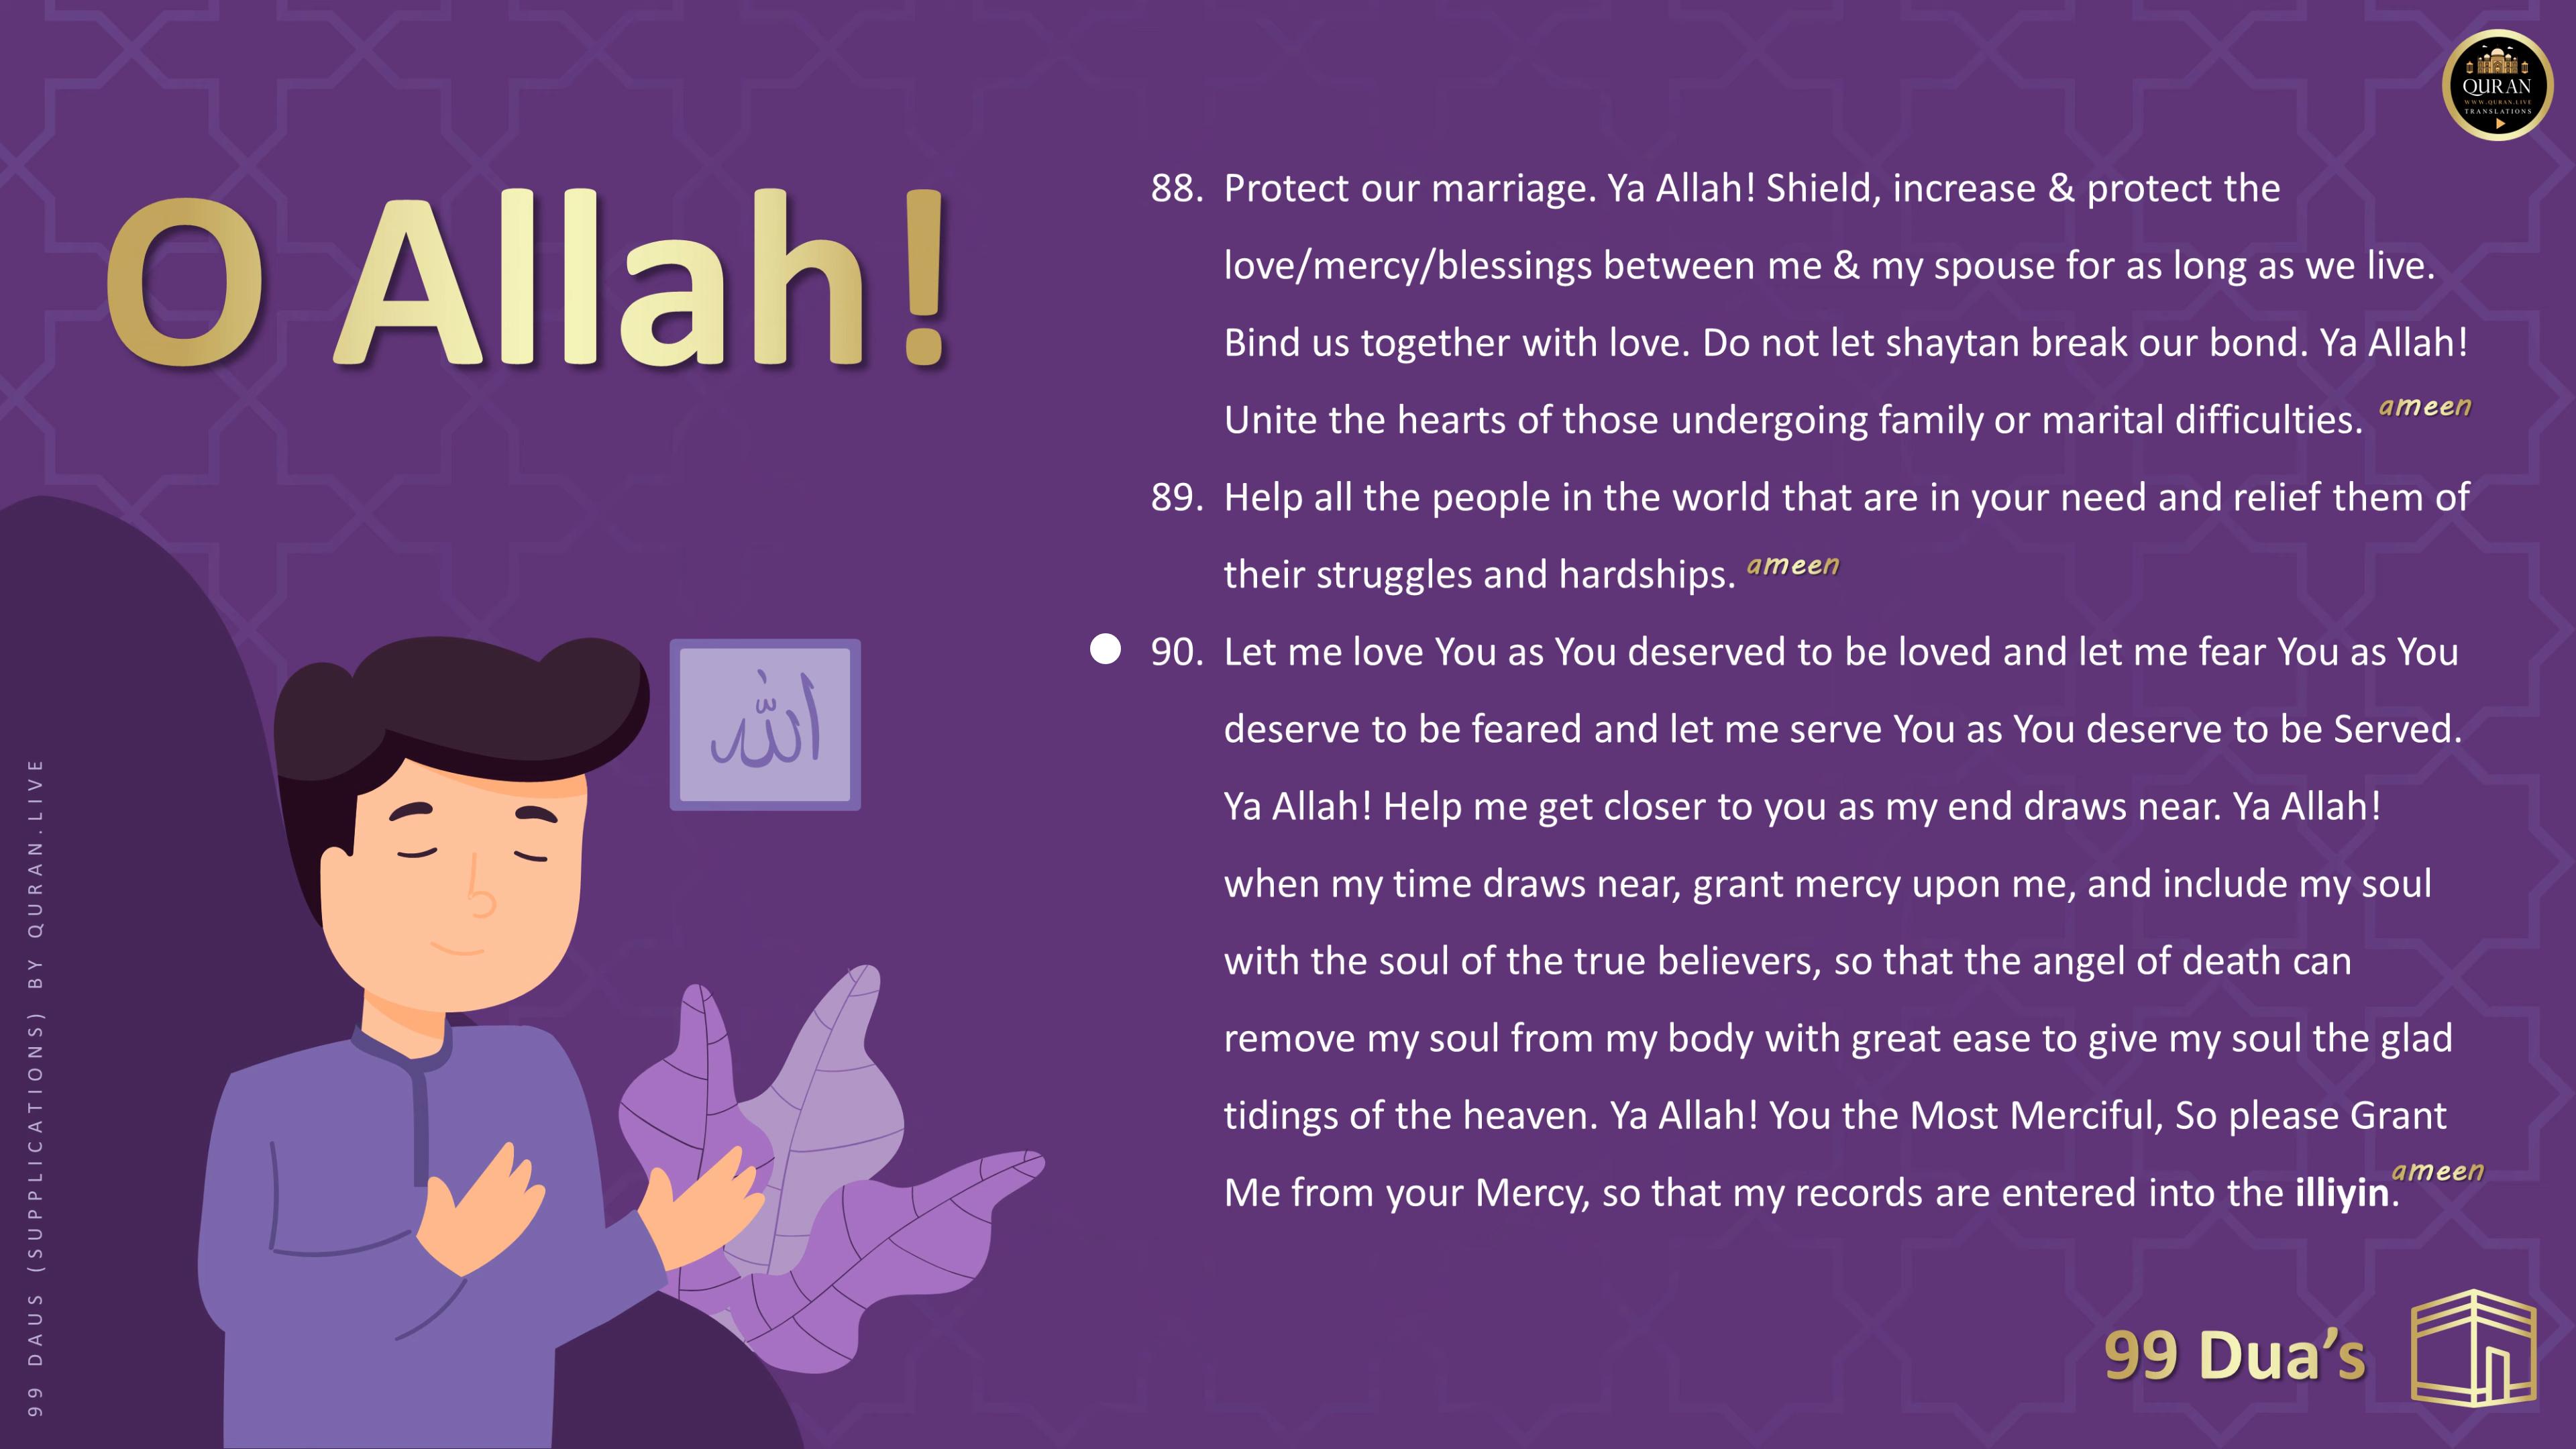 QURAN
WWW.QURAN.LIVE
TRANSLATIONS
O Allah!
88. Protect our marriage. Ya Allah! Shield, increase & protect the
love/mercy/blessings between me & my spouse for as long as we live.
Bind us together with love. Do not let shaytan break our bond. Ya Allah!
Unite the hearts of those undergoing family or marital difficulties. ameen
89. Help all the people in the world that are in your need and relief them of
their struggles and hardships. ameen
90. Let me love You as You deserved to be loved and let me fear You as You
deserve to be feared and let me serve You as You deserve to be Served.
Ya Allah! Help me get closer to you as my end draws near. Ya Allah!
when my time draws near, grant mercy upon me, and include my soul
with the soul of the true believers, so that the angel of death can
remove my soul from my body with great ease to give my soul the glad
tidings of the heaven. Ya Allah! You the Most Merciful, So please Grant
Me from your Mercy, so that my records are entered into the illiyin. ameen
الله
99 DAUS (SUPPLICATIONS) BY QURAN.LIVE
99 Dua’s